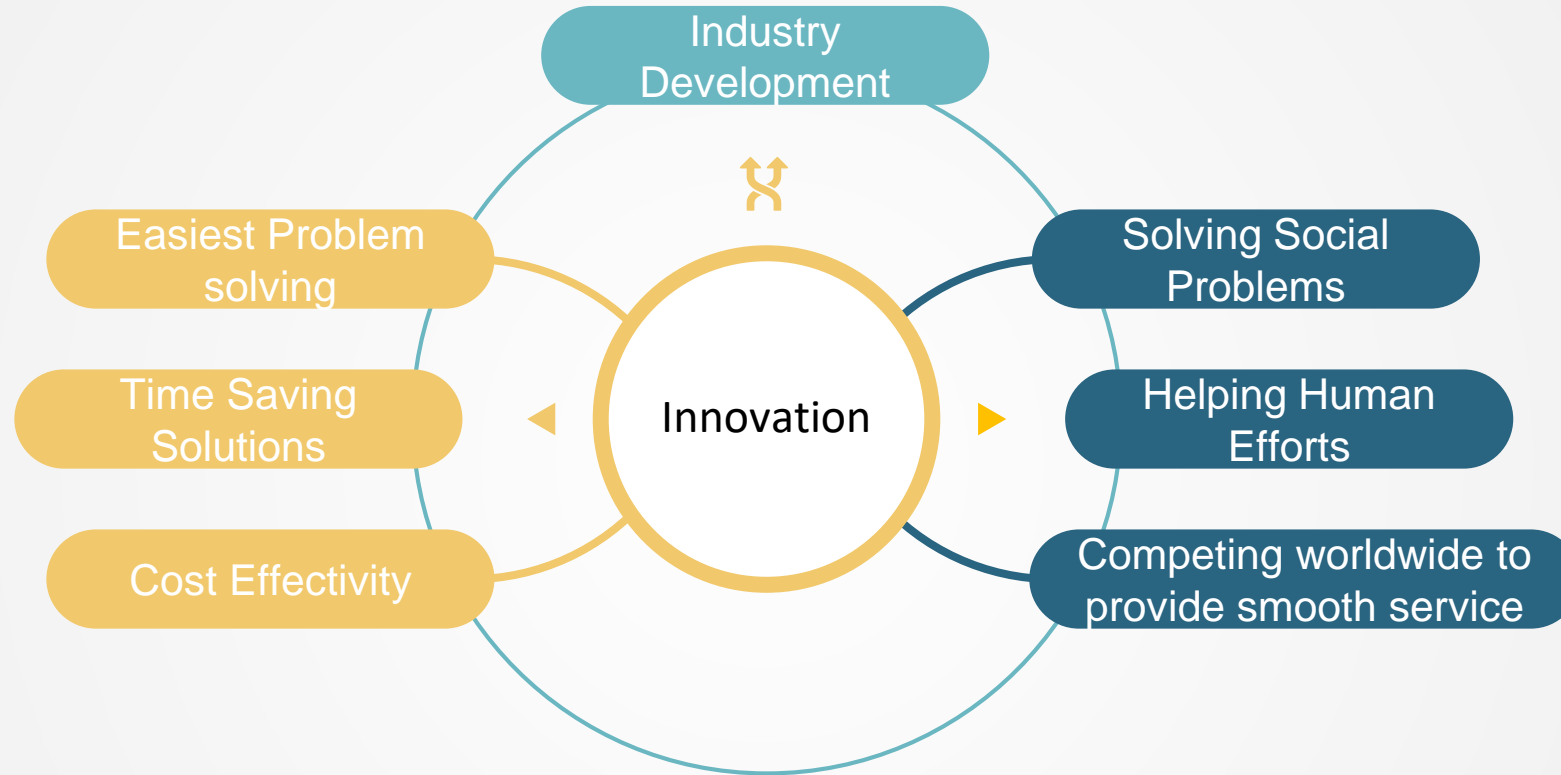 Industry
Development
Easiest Problem
solving
Solving Social
Problems
Time Saving
Solutions
Innovation
Helping Human
Efforts
Cost Effectivity
Competing worldwide to
provide smooth service